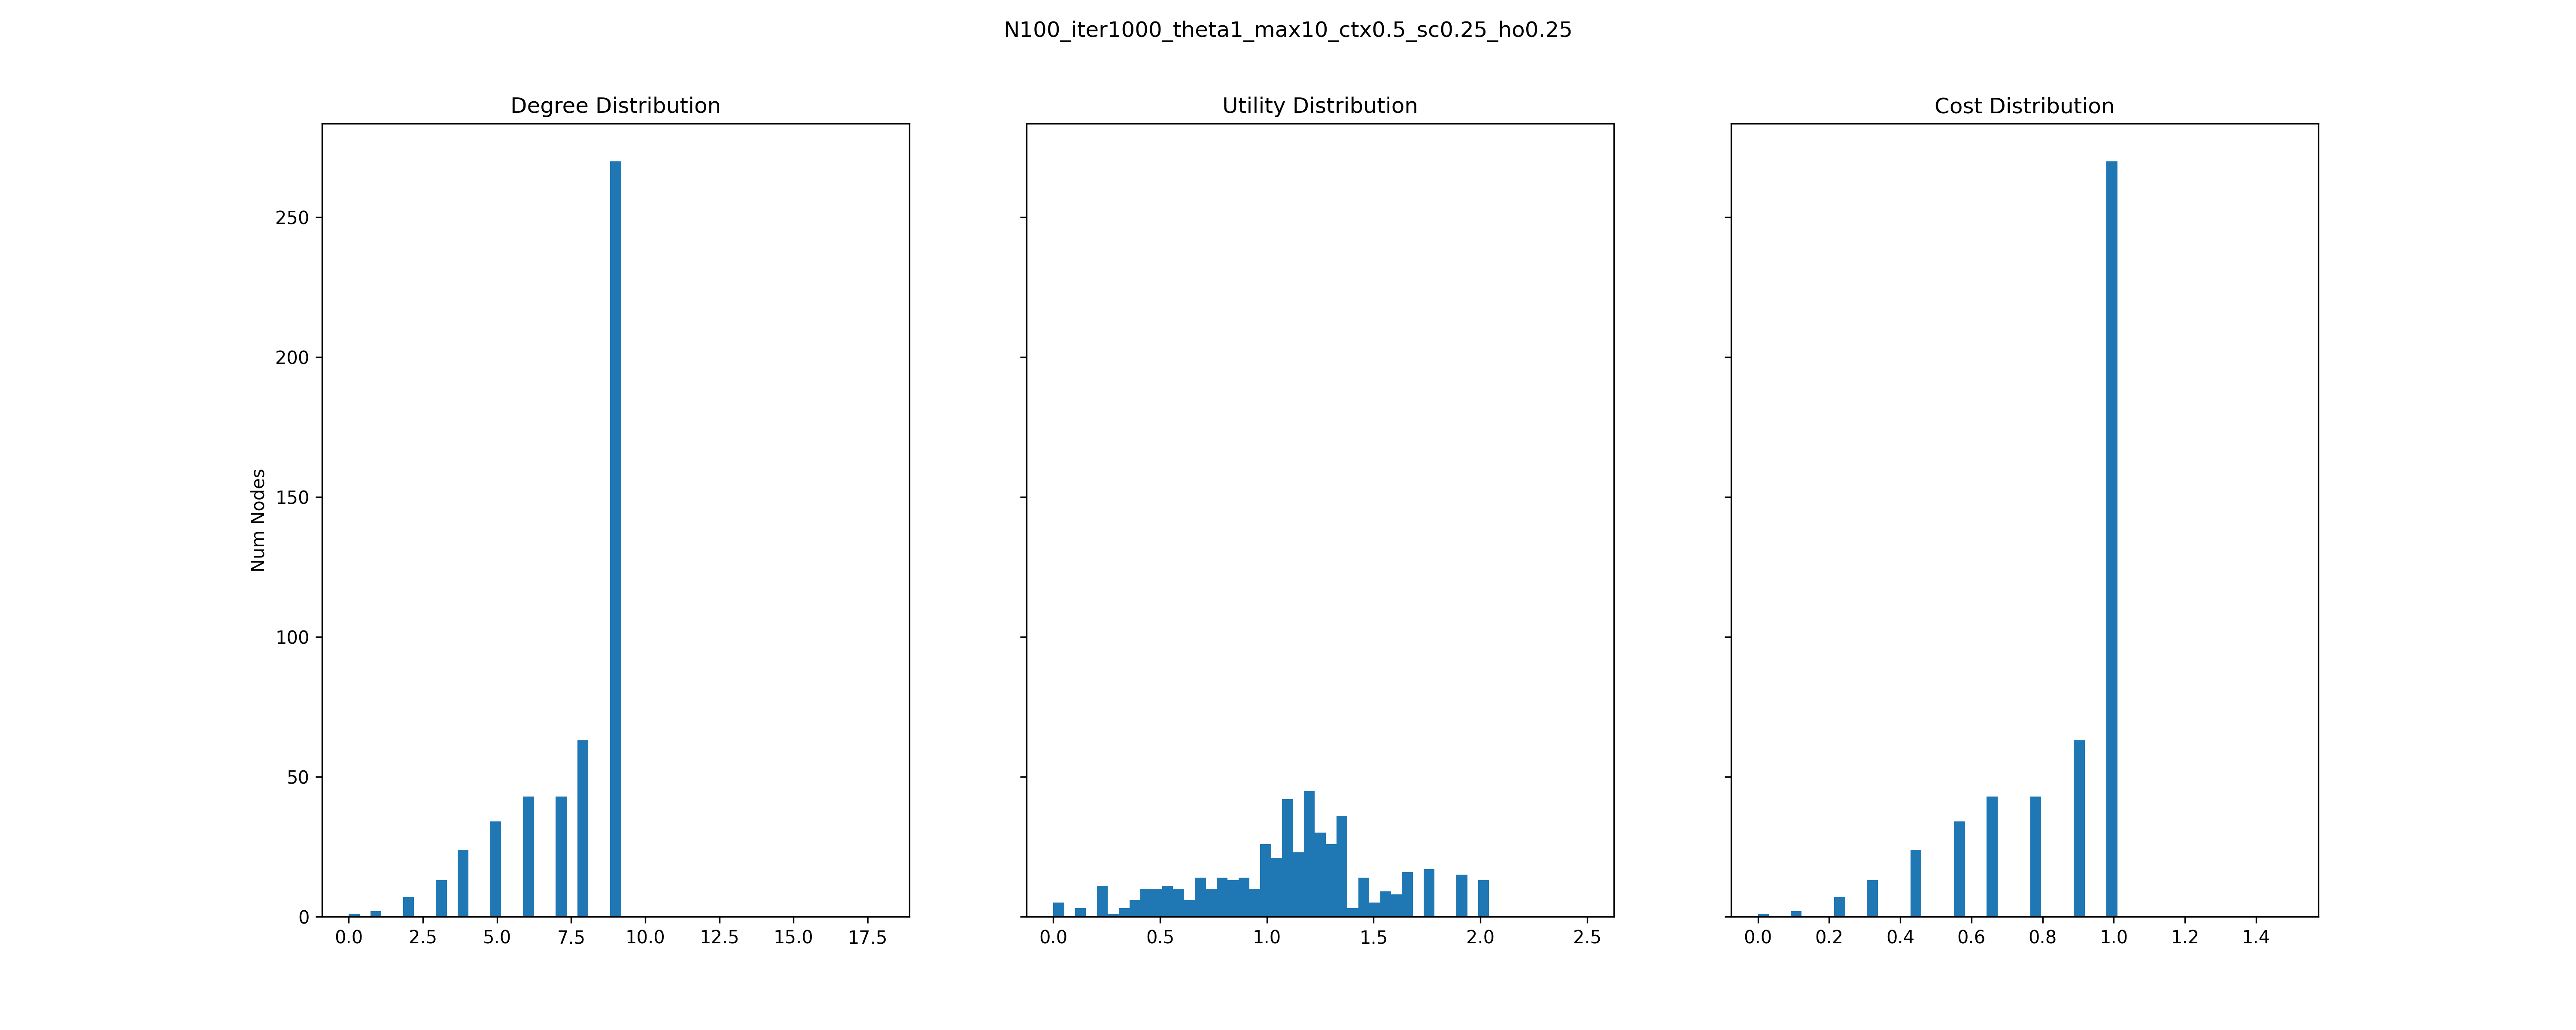 N100_iter1000_theta1_max10_ctx0.5_sc0.25_ho0.25
Degree Distribution
Utility Distribution
Cost Distribution
Num Nodes
250
200
150
100
50
0
0.0 2.5 5.0 7.5 10.0 12.5 15.0 17.5
0.0 0.5 1.0 1.5 2.0 2.5
0.0 0.2 0.4 0.6 0.8 1.0 1.2 1.4